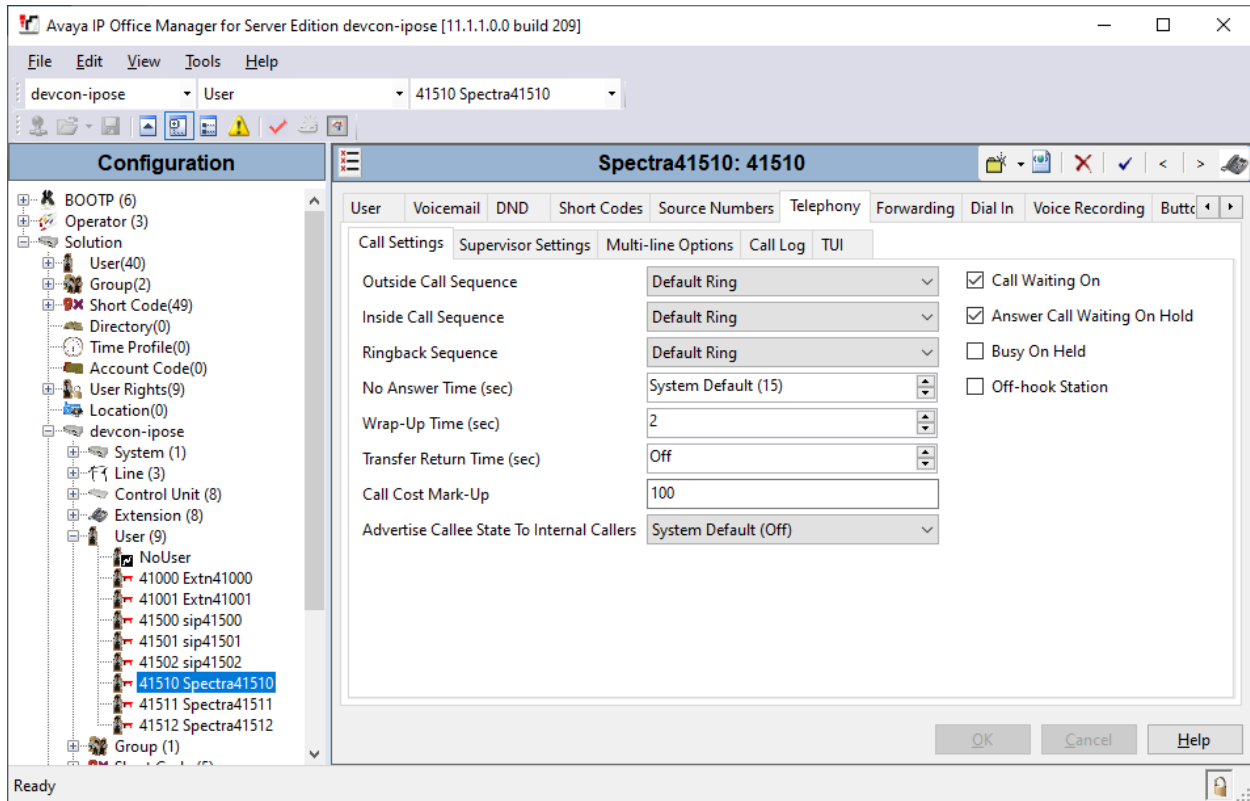 Avaya IP Office Manager for Server Edition devcon-ipose [11.1.1.0.0 build 209]
File Edit View Tools Help
devcon-ipose User 41510 Spectra41510
Configuration
BOOTP (6)
Operator (3)
Solution
User(40)
Group(2)
Short Code(49)
Directory(0)
Time Profile(0)
Account Code(0)
User Rights(9)
Location(0)
devcon-ipose
System (1)
Line (3)
Control Unit (8)
Extension (8)
User (9)
NoUser
41000 Extn41000
41001 Extn41001
41500 sip41500
41501 sip41501
41502 sip41502
41510 Spectra41510
41511 Spectra41511
41512 Spectra41512
Group (1)
Short Code (5)
Spectra41510: 41510
User Voicemail DND Short Codes Source Numbers Telephony Forwarding Dial In Voice Recording
Call Settings Supervisor Settings Multi-line Options Call Log TUI
Outside Call Sequence Default Ring Call Waiting On
Inside Call Sequence Default Ring Answer Call Waiting On Hold
Ringback Sequence Default Ring Busy On Held
No Answer Time (sec) System Default (15) Off-hook Station
Wrap-Up Time (sec) 2
Transfer Return Time (sec) Off
Call Cost Mark-Up 100
Advertise Callee State To Internal Callers System Default (Off)
OK Cancel Help
Ready